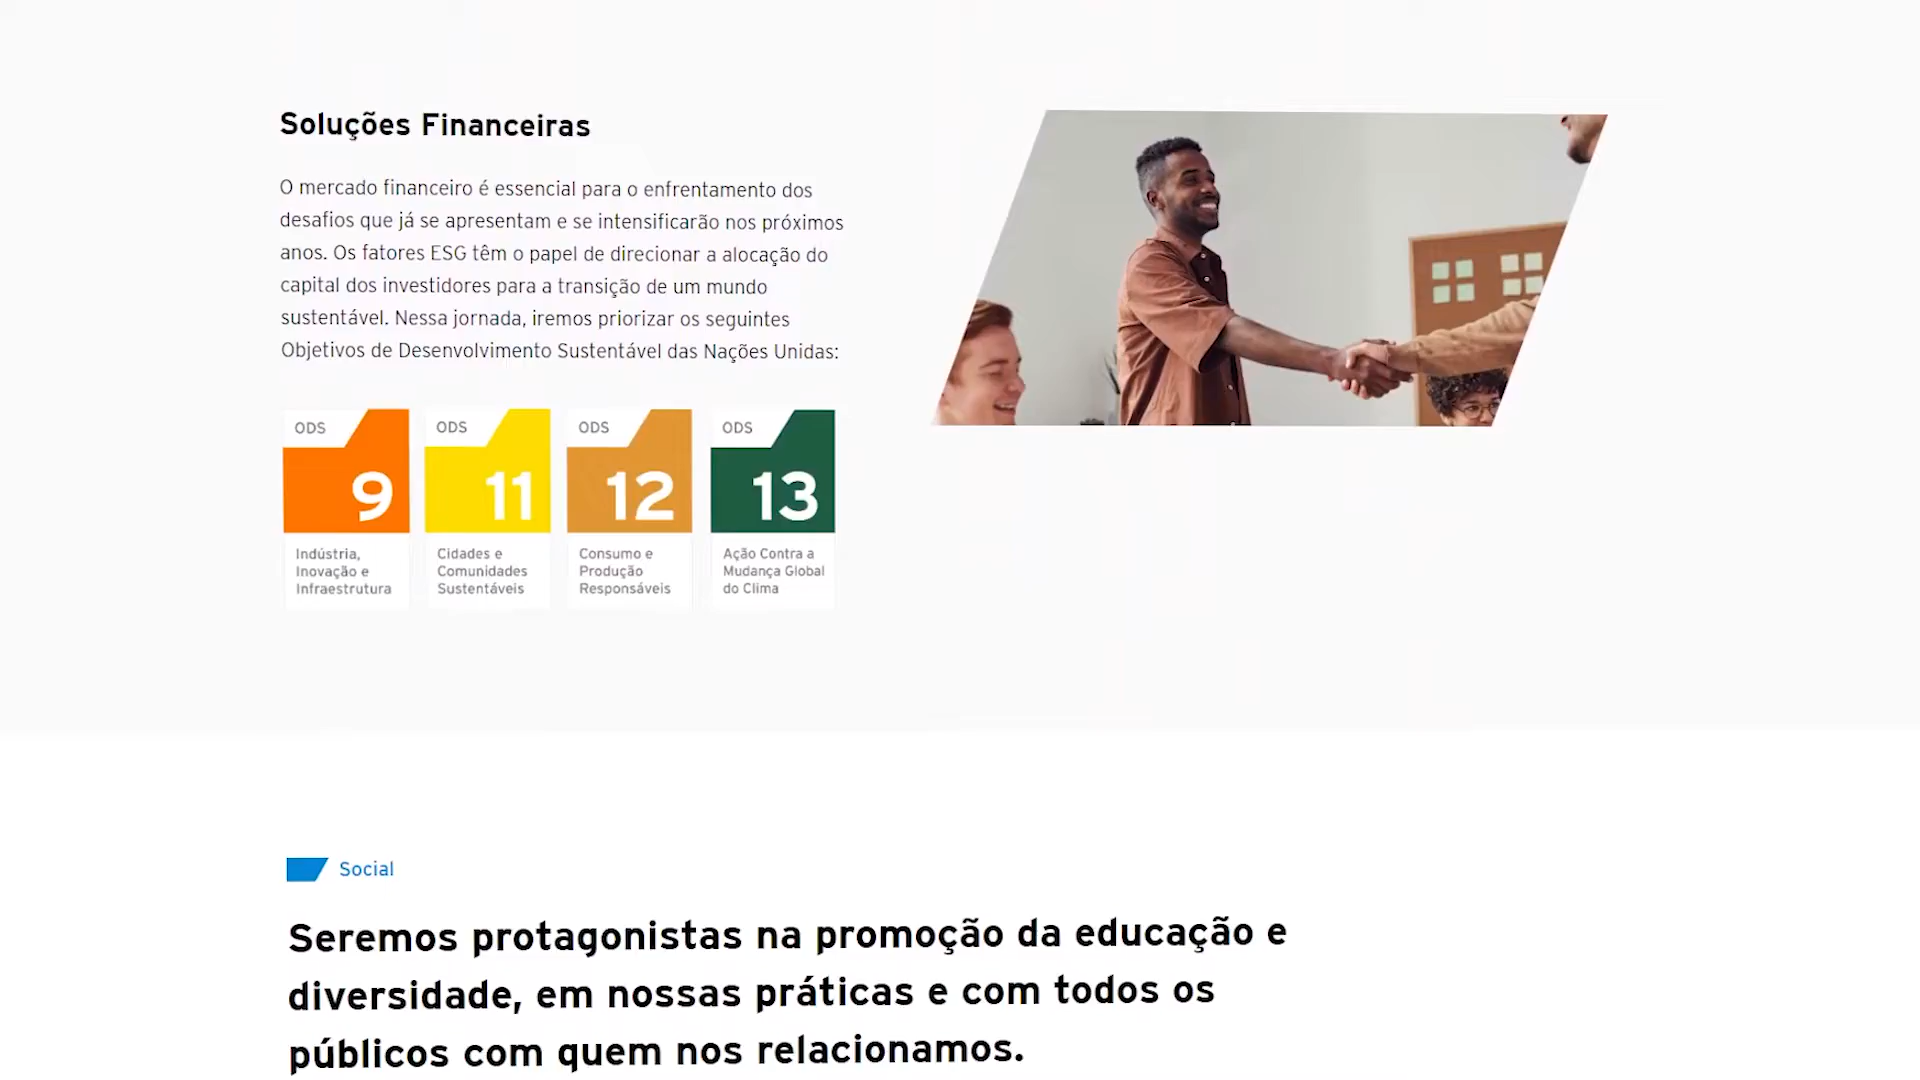 Soluções Financeiras
O mercado financeiro é essencial para o enfrentamento dos
desafios que já se apresentam e se intensificarão nos próximos
anos. Os fatores ESG têm o papel de direcionar a alocação do
capital dos investidores para a transição de um mundo
sustentável. Nessa jornada, iremos priorizar os seguintes
Objetivos de Desenvolvimento Sustentável das Nações Unidas:
ODS
9
Indústria,
Inovação e
Infraestrutura
ODS
11
Cidades e
Comunidades
Sustentáveis
ODS
12
Consumo e
Produção
Responsáveis
ODS
13
Ação Contra a
Mudança Global
do Clima
Social
Seremos protagonistas na promoção da educação e
diversidade, em nossas práticas e com todos os
públicos com quem nos relacionamos.